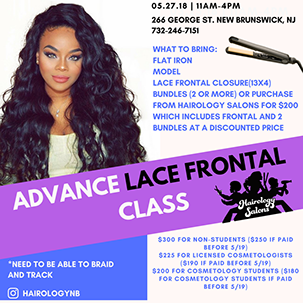 05.27.18 | 11AM-4PM
266 GEORGE ST. NEW BRUNSWICK, NJ
732-246-7151
WHAT TO BRING:
FLAT IRON
MODEL
LACE FRONTAL CLOSURE(13X4)
BUNDLES (2 OR MORE) OR PURCHASE
FROM HAIROLOGY SALONS FOR $200
WHICH INCLUDES FRONTAL AND 2
BUNDLES AT A DISCOUNTED PRICE
ADVANCE LACE FRONTAL
CLASS
Hairology
Salons
$300 FOR NON-STUDENTS ($250 IF PAID
BEFORE 5/19)
$225 FOR LICENSED COSMETOLOGISTS
($190 IF PAID BEFORE 5/19)
$200 FOR COSMETOLOGY STUDENTS ($180
FOR COSMETOLOGY STUDENTS IF PAID
BEFORE 5/19)
*NEED TO BE ABLE TO BRAID
AND TRACK
HAIROLOGYNB